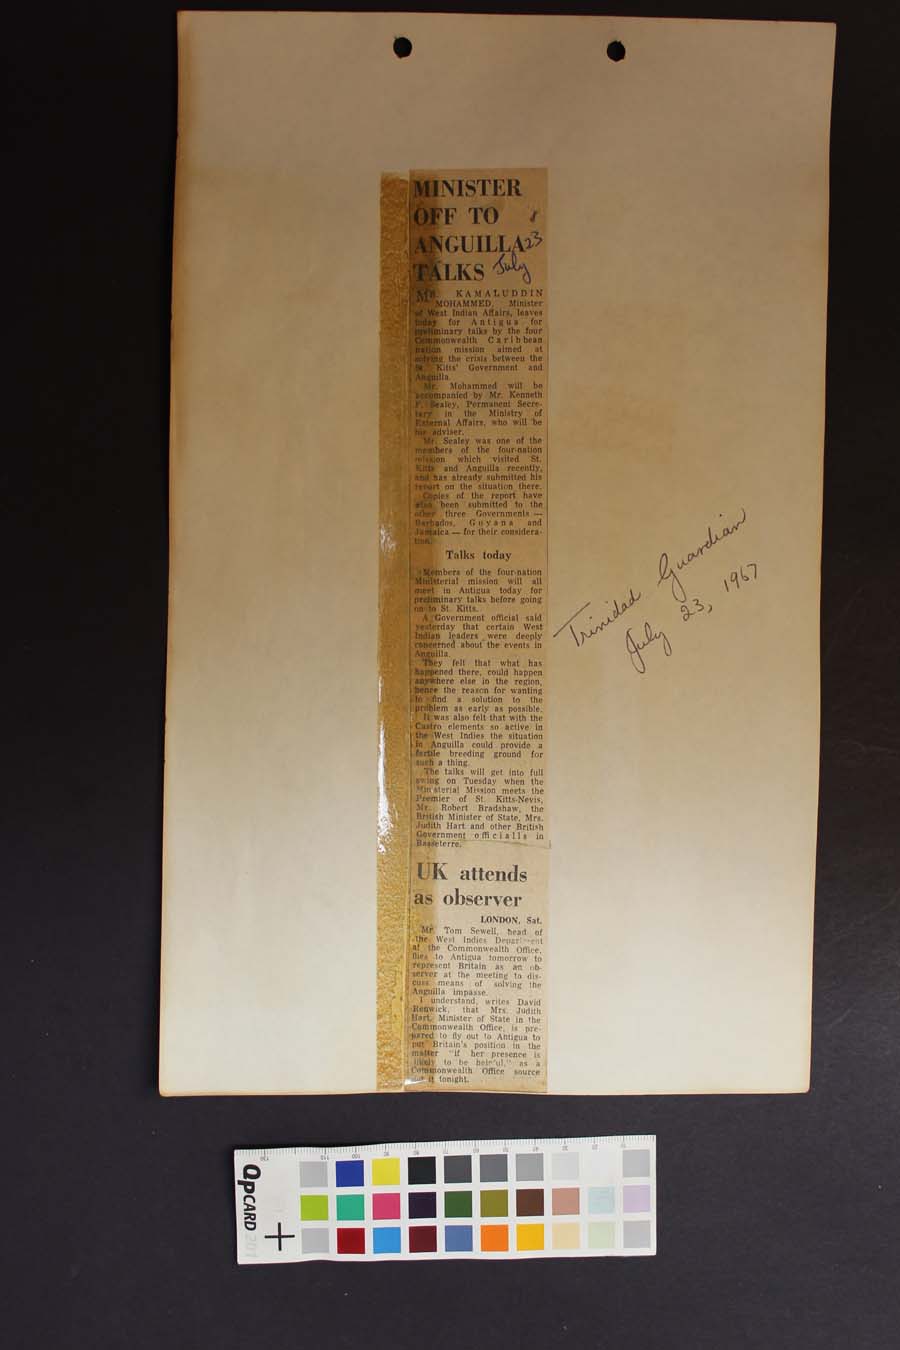 MINISTER
OFF TO
ANGUILLA
TALKS
23
July
MR. KAMALUDDIN
MOHAMMED, Minister
of West Indian Affairs, leaves
today for Antigua for
preliminary talks by the four
Commonwealth Caribbean
nation mission aimed at
solving the crisis between the
St. Kitts' Government and
Anguilla.
Mr. Mohammed will be
accompanied by Mr. Kenneth
F. Sealey, Permanent Secre-
tary in the Ministry of
External Affairs, who will be
his adviser.
Mr. Sealey was one of the
members of the four-nation
mission which visited St.
Kitts and Anguilla recently,
and has already submitted his
report on the situation there.
Copies of the report have
also been submitted to the
other three Governments —
Barbados, Guyana and
Jamaica — for their considera-
tion.
Talks today
Members of the four-nation
Ministerial mission will all
meet in Antigua today for
preliminary talks before going
on to St. Kitts.
A Government official said
yesterday that certain West
Indian leaders were deeply
concerned about the events in
Anguilla.
They felt that what has
happened there, could happen
anywhere else in the region,
hence the reason for wanting
to find a solution to the
problem as early as possible.
It was also felt that with the
Castro elements so active in
the West Indies the situation
in Anguilla could provide a
fertile breeding ground for
such a thing.
The talks will get into full
swing on Tuesday when the
Ministerial Mission meets the
Premier of St. Kitts-Nevis,
Mr. Robert Bradshaw, the
British Minister of State, Mrs.
Judith Hart and other British
Government officialls in
Basseterre.
UK attends
as observer
LONDON, Sat.
Mr. Tom Sewell, head of
the West Indies Department
at the Commonwealth Office,
flies to Antigua tomorrow to
represent Britain as an ob-
server at the meeting to dis-
cuss means of solving the
Anguilla impasse.
I understand, writes David
Renwick, that Mrs. Judith
Hart, Minister of State in the
Commonwealth Office, is pre-
pared to fly out to Antigua to
put Britain's position in the
matter "if her presence is
likely to be helpful," as a
Commonwealth Office source
it tonight.
Trinidad Guardian
July 23, 1967
QPCARD 201